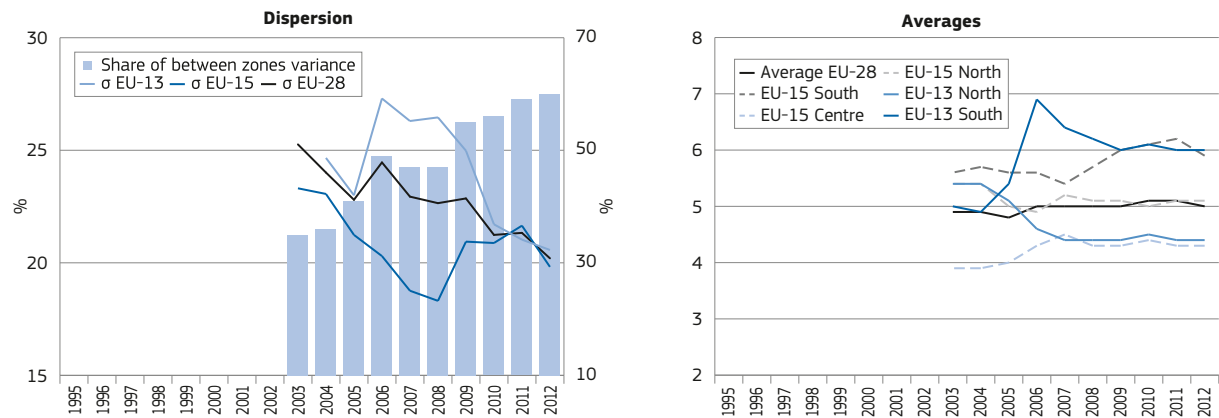 Dispersion
30
25
20
15
%
Share of between zones variance
σ EU-13 σ EU-15 σ EU-28
70
50
30
10
%
1995 1996 1997 1998 1999 2000 2001 2002 2003 2004 2005 2006 2007 2008 2009 2010 2011 2012
Averages
8
7
6
5
4
3
2
%
Average EU-28 EU-15 North
EU-15 South EU-13 North
EU-15 Centre EU-13 South
1995 1996 1997 1998 1999 2000 2001 2002 2003 2004 2005 2006 2007 2008 2009 2010 2011 2012